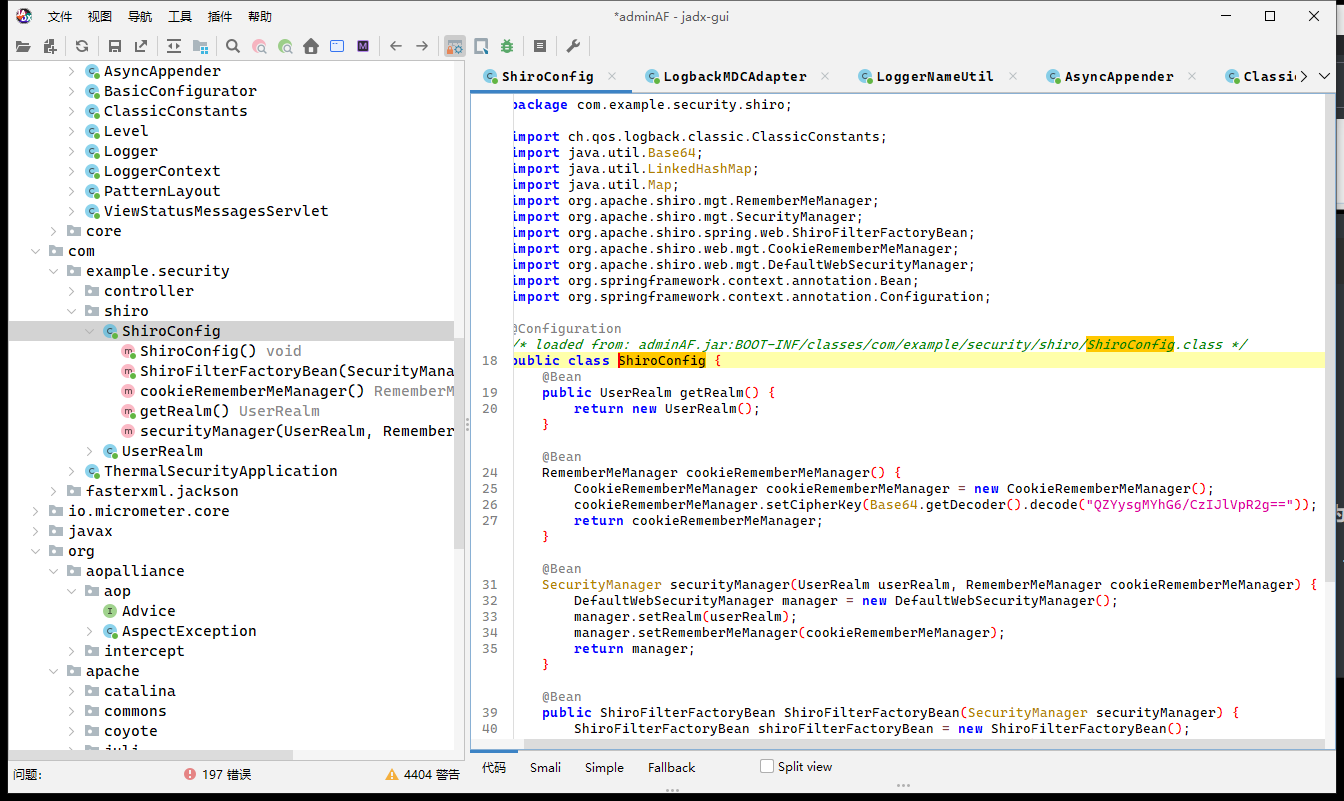 文件 视图 导航 工具 插件 帮助
*adminAF - jadx-gui
AsyncAppender
BasicConfigurator
ClassicConstants
Level
Logger
LoggerContext
PatternLayout
ViewStatusMessagesServlet
core
com
example.security
controller
shiro
ShiroConfig
ShiroConfig() void
ShiroFilterFactoryBean(SecurityMana
cookieRememberMeManager() RememberM
getRealm() UserRealm
securityManager(UserRealm, Remember
UserRealm
ThermalSecurityApplication
fasterxml.jackson
io.micrometer.core
javax
org
aopalliance
aop
Advice
AspectException
intercept
apache
catalina
commons
coyote
juli
问题:
197 错误
4404 警告
ShiroConfig LogbackMDCAdapter LoggerNameUtil AsyncAppender Classic
package com.example.security.shiro;
import ch.qos.logback.classic.ClassicConstants;
import java.util.Base64;
import java.util.LinkedHashMap;
import java.util.Map;
import org.apache.shiro.mgt.RememberMeManager;
import org.apache.shiro.mgt.SecurityManager;
import org.apache.shiro.spring.web.ShiroFilterFactoryBean;
import org.apache.shiro.web.mgt.CookieRememberMeManager;
import org.apache.shiro.web.mgt.DefaultWebSecurityManager;
import org.springframework.context.annotation.Bean;
import org.springframework.context.annotation.Configuration;
@Configuration
/* loaded from: adminAF.jar:BOOT-INF/classes/com/example/security/shiro/ShiroConfig.class */
18 public class ShiroConfig {
@Bean
19 public UserRealm getRealm() {
20 return new UserRealm();
}
@Bean
24 RememberMeManager cookieRememberMeManager() {
25 CookieRememberMeManager cookieRememberMeManager = new CookieRememberMeManager();
26 cookieRememberMeManager.setCipherKey(Base64.getDecoder().decode("QZYysgMYhG6/CzIJlVpR2g=="));
27 return cookieRememberMeManager;
}
@Bean
31 SecurityManager securityManager(UserRealm userRealm, RememberMeManager cookieRememberMeManager) {
32 DefaultWebSecurityManager manager = new DefaultWebSecurityManager();
33 manager.setRealm(userRealm);
34 manager.setRememberMeManager(cookieRememberMeManager);
35 return manager;
}
@Bean
39 public ShiroFilterFactoryBean ShiroFilterFactoryBean(SecurityManager securityManager) {
40 ShiroFilterFactoryBean shiroFilterFactoryBean = new ShiroFilterFactoryBean();
代码 Smali Simple Fallback Split view